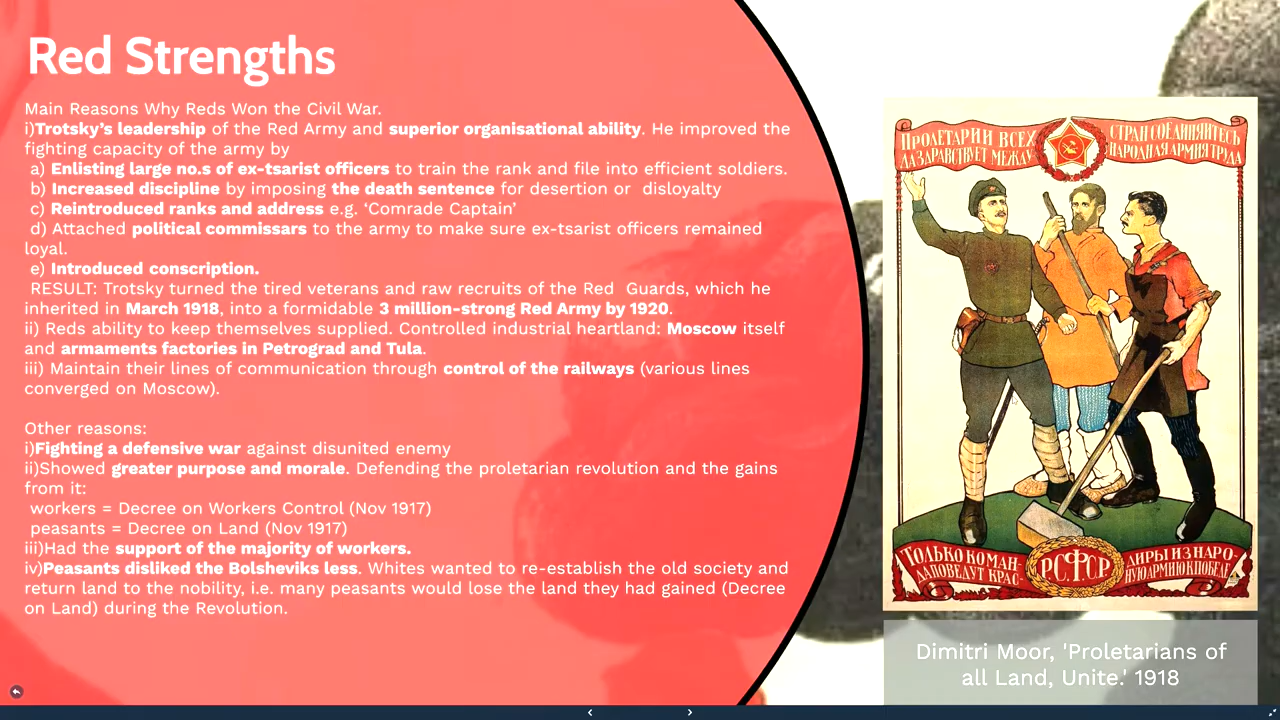 Red Strengths
Main Reasons Why Reds Won the Civil War.
i)Trotsky’s leadership of the Red Army and superior organisational ability. He improved the
fighting capacity of the army by
a) Enlisting large no.s of ex-tsarist officers to train the rank and file into efficient soldiers.
b) Increased discipline by imposing the death sentence for desertion or  disloyalty
c) Reintroduced ranks and address e.g. ‘Comrade Captain’
d) Attached political commissars to the army to make sure ex-tsarist officers remained
loyal.
e) Introduced conscription.
RESULT: Trotsky turned the tired veterans and raw recruits of the Red  Guards, which he
inherited in March 1918, into a formidable 3 million-strong Red Army by 1920.
ii) Reds ability to keep themselves supplied. Controlled industrial heartland: Moscow itself
and armaments factories in Petrograd and Tula.
iii) Maintain their lines of communication through control of the railways (various lines
converged on Moscow).
Other reasons:
i)Fighting a defensive war against disunited enemy
ii)Showed greater purpose and morale. Defending the proletarian revolution and the gains
from it:
workers = Decree on Workers Control (Nov 1917)
peasants = Decree on Land (Nov 1917)
iii)Had the support of the majority of workers.
iv)Peasants disliked the Bolsheviks less. Whites wanted to re-establish the old society and
return land to the nobility, i.e. many peasants would lose the land they had gained (Decree
on Land) during the Revolution.
ПРОЛЕТАРИИ ВСЕХ СТРАН СОЕДИНЯЙТЕСЬ
ДА ЗДРАВСТВУЕТ МЕЖДУ НАРОДНАЯ АРМИЯ ТРУДА
ТОЛЬКО КОМАН- ДИРЫ ИЗ НАРО-
ДА ПОВЕДУТ КРАС- НУЮ АРМИЮ К ПОБЕДЕ
Р.С.Ф.С.Р
Dimitri Moor, 'Proletarians of
all Land, Unite.' 1918